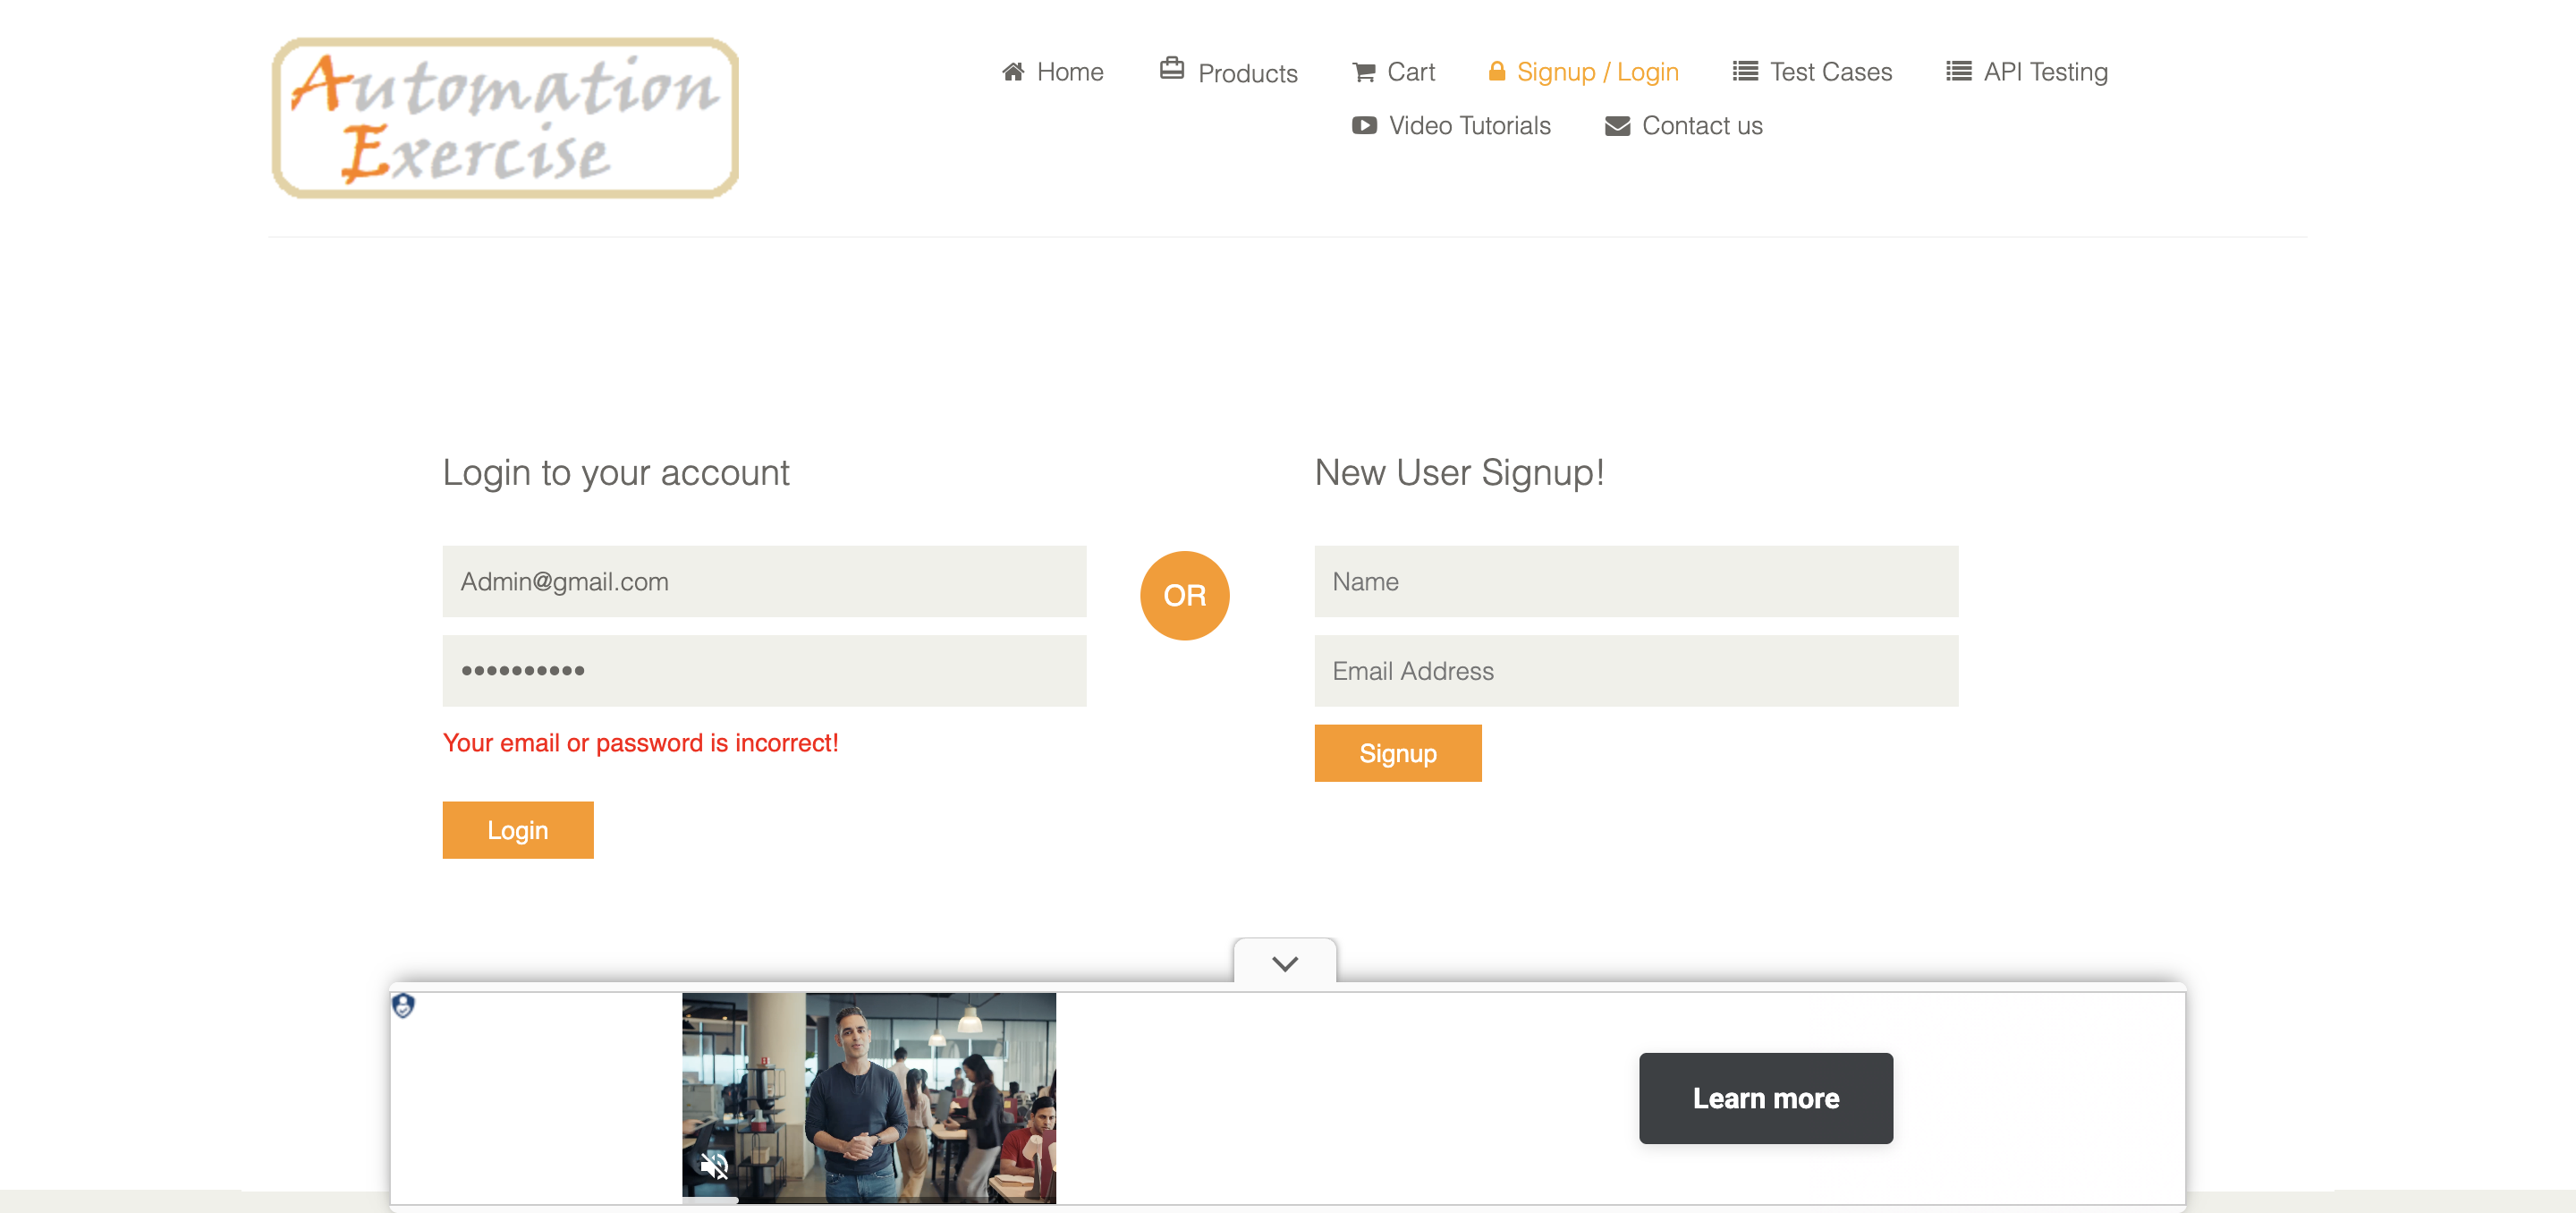 Automation
Exercise
Home
Products
Cart
Signup / Login
Test Cases
API Testing
Video Tutorials
Contact us
Login to your account
Admin@gmail.com
••••••••••
Your email or password is incorrect!
Login
OR
New User Signup!
Name
Email Address
Signup
Learn more